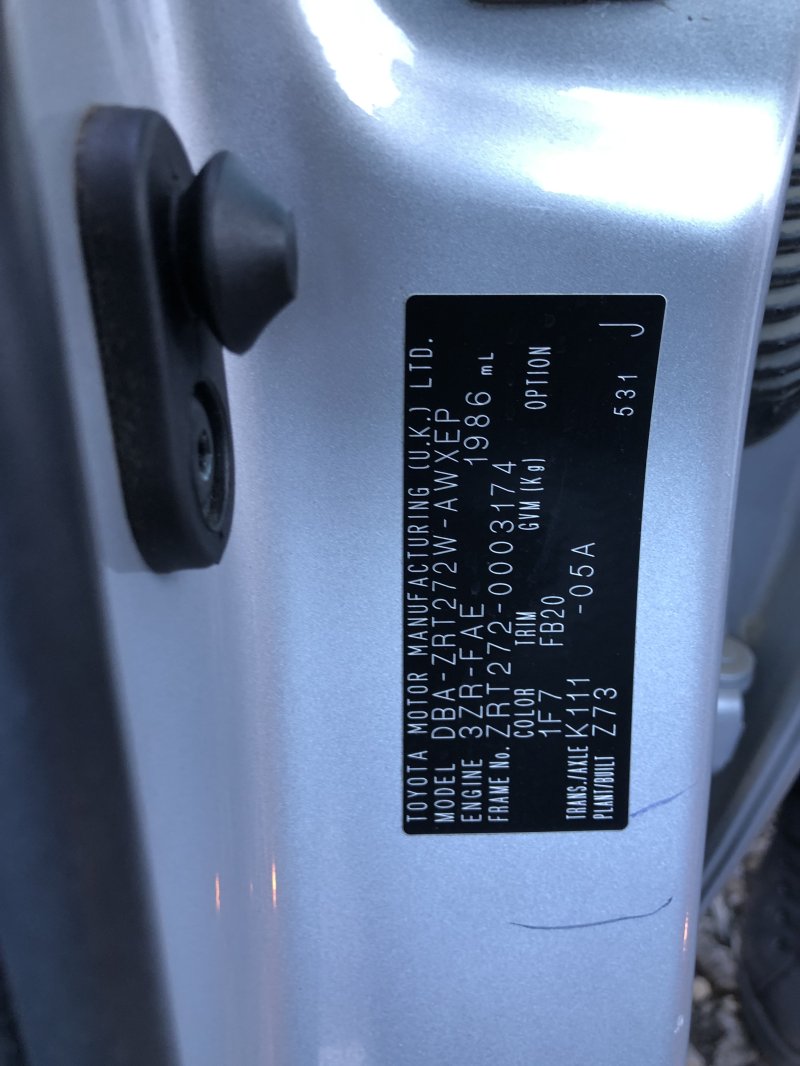 TOYOTA MOTOR MANUFACTURING (U.K.) LTD.
MODEL DBA-ZRT272W-AWXEP
ENGINE 3ZR-FAE 1986 mL
FRAME No. ZRT272-0003174
COLOR TRIM GVM (Kg) OPTION
1F7 FB20
-05A
TRANS./AXLE K111
PLANT/BUILT Z73 531 J